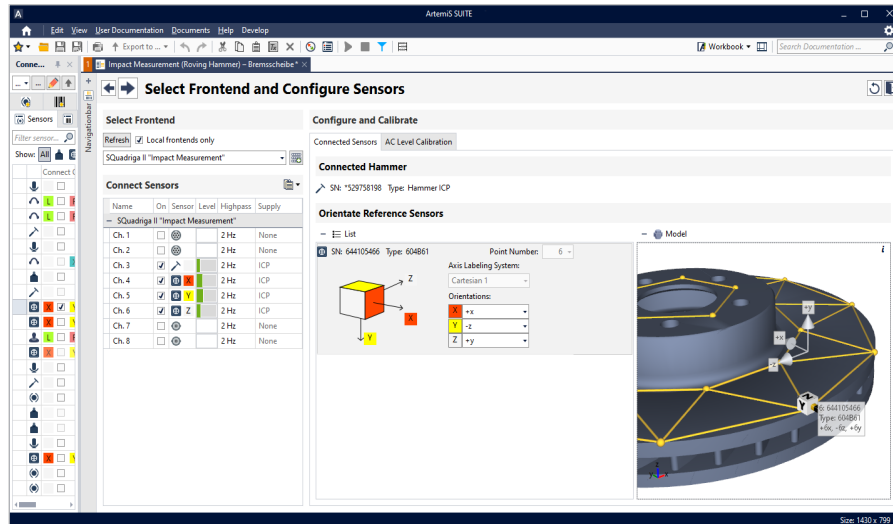 A
ArtemiS SUITE
Edit View User Documentation Documents Help Develop
Export to ...
Workbook
Search Documentation ...
Conne...
1
Impact Measurement (Roving Hammer) – Bremsscheibe*
Navigationbar
Select Frontend and Configure Sensors
Sensors
Filter sensor...
Show: All
Connect
Select Frontend
Refresh
Local frontends only
SQuadriga II "Impact Measurement"
Connect Sensors
Name On Sensor Level Highpass Supply
SQuadriga II "Impact Measurement"
Ch. 1 2 Hz None
Ch. 2 2 Hz None
Ch. 3 2 Hz ICP
Ch. 4 X 2 Hz ICP
Ch. 5 Y 2 Hz ICP
Ch. 6 Z 2 Hz ICP
Ch. 7 2 Hz None
Ch. 8 2 Hz None
L
L
X
X
L
X
X
Configure and Calibrate
Connected Sensors AC Level Calibration
Connected Hammer
SN: *529758198 Type: Hammer ICP
Orientate Reference Sensors
List
SN: 644105466 Type: 604B61
Point Number: 6
Axis Labeling System:
Cartesian 1
Orientations:
X +x
Y -z
Z +y
Z
X
Y
Model
i
+y
+x
-z
Y
Z
6: 644105466
Type: 604B61
+6x, -6z, +6y
y
x
Size: 1430 x 799